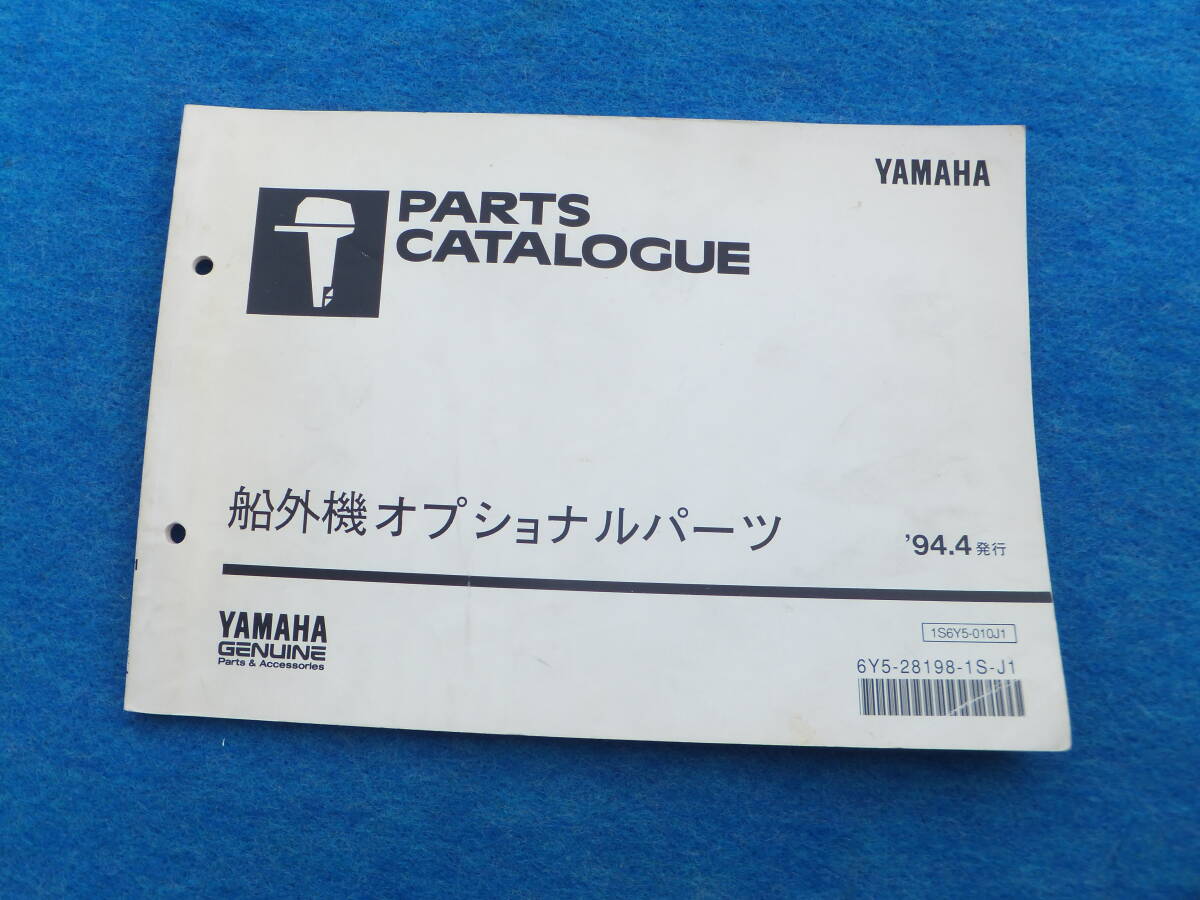 YAMAHA
PARTS
CATALOGUE
船外機オプショナルパーツ
'94.4 発行
YAMAHA
GENUINE
Parts & Accessories
1S6Y5-010J1
6Y5-28198-1S-J1